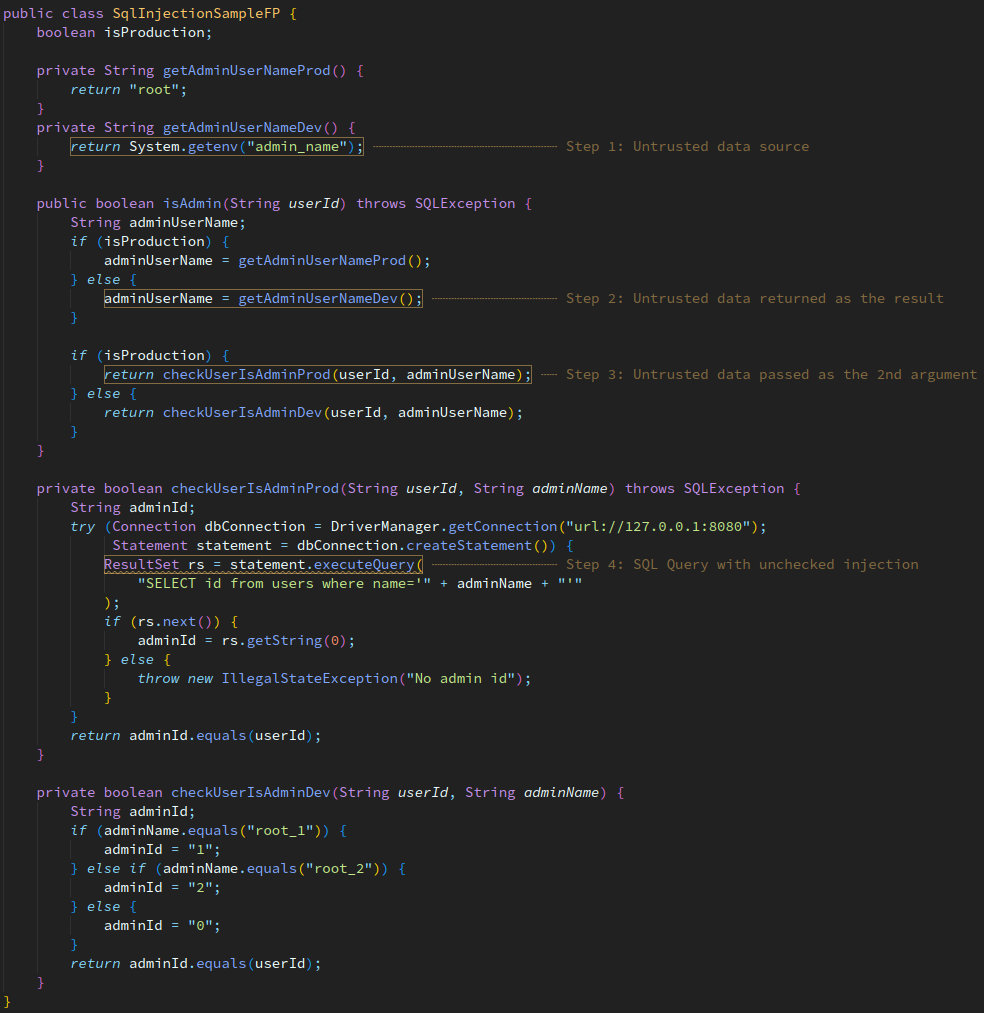 public class SqlInjectionSampleFP {
    boolean isProduction;

    private String getAdminUserNameProd() {
        return "root";
    }
    private String getAdminUserNameDev() {
        return System.getenv("admin_name"); Step 1: Untrusted data source
    }

    public boolean isAdmin(String userId) throws SQLException {
        String adminUserName;
        if (isProduction) {
            adminUserName = getAdminUserNameProd();
        } else {
            adminUserName = getAdminUserNameDev(); Step 2: Untrusted data returned as the result
        }

        if (isProduction) {
            return checkUserIsAdminProd(userId, adminUserName); Step 3: Untrusted data passed as the 2nd argument
        } else {
            return checkUserIsAdminDev(userId, adminUserName);
        }
    }

    private boolean checkUserIsAdminProd(String userId, String adminName) throws SQLException {
        String adminId;
        try (Connection dbConnection = DriverManager.getConnection("url://127.0.0.1:8080");
             Statement statement = dbConnection.createStatement()) {
            ResultSet rs = statement.executeQuery( Step 4: SQL Query with unchecked injection
                "SELECT id from users where name='" + adminName + "'"
            );
            if (rs.next()) {
                adminId = rs.getString(0);
            } else {
                throw new IllegalStateException("No admin id");
            }
        }
        return adminId.equals(userId);
    }

    private boolean checkUserIsAdminDev(String userId, String adminName) {
        String adminId;
        if (adminName.equals("root_1")) {
            adminId = "1";
        } else if (adminName.equals("root_2")) {
            adminId = "2";
        } else {
            adminId = "0";
        }
        return adminId.equals(userId);
    }
}